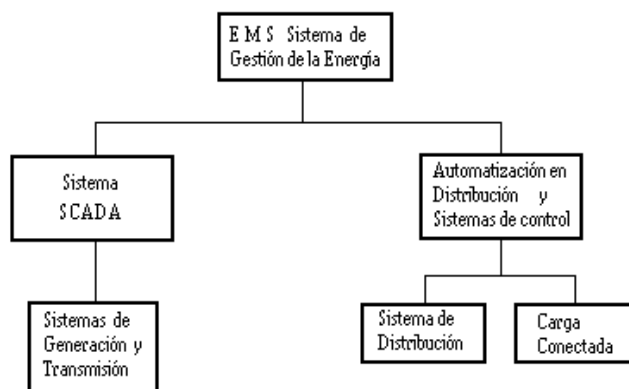 E M S Sistema de
Gestión de la Energía
Sistema
SCADA
Automatización en
Distribución y
Sistemas de control
Sistemas de
Generación y
Transmisión
Sistema de
Distribución
Carga
Conectada